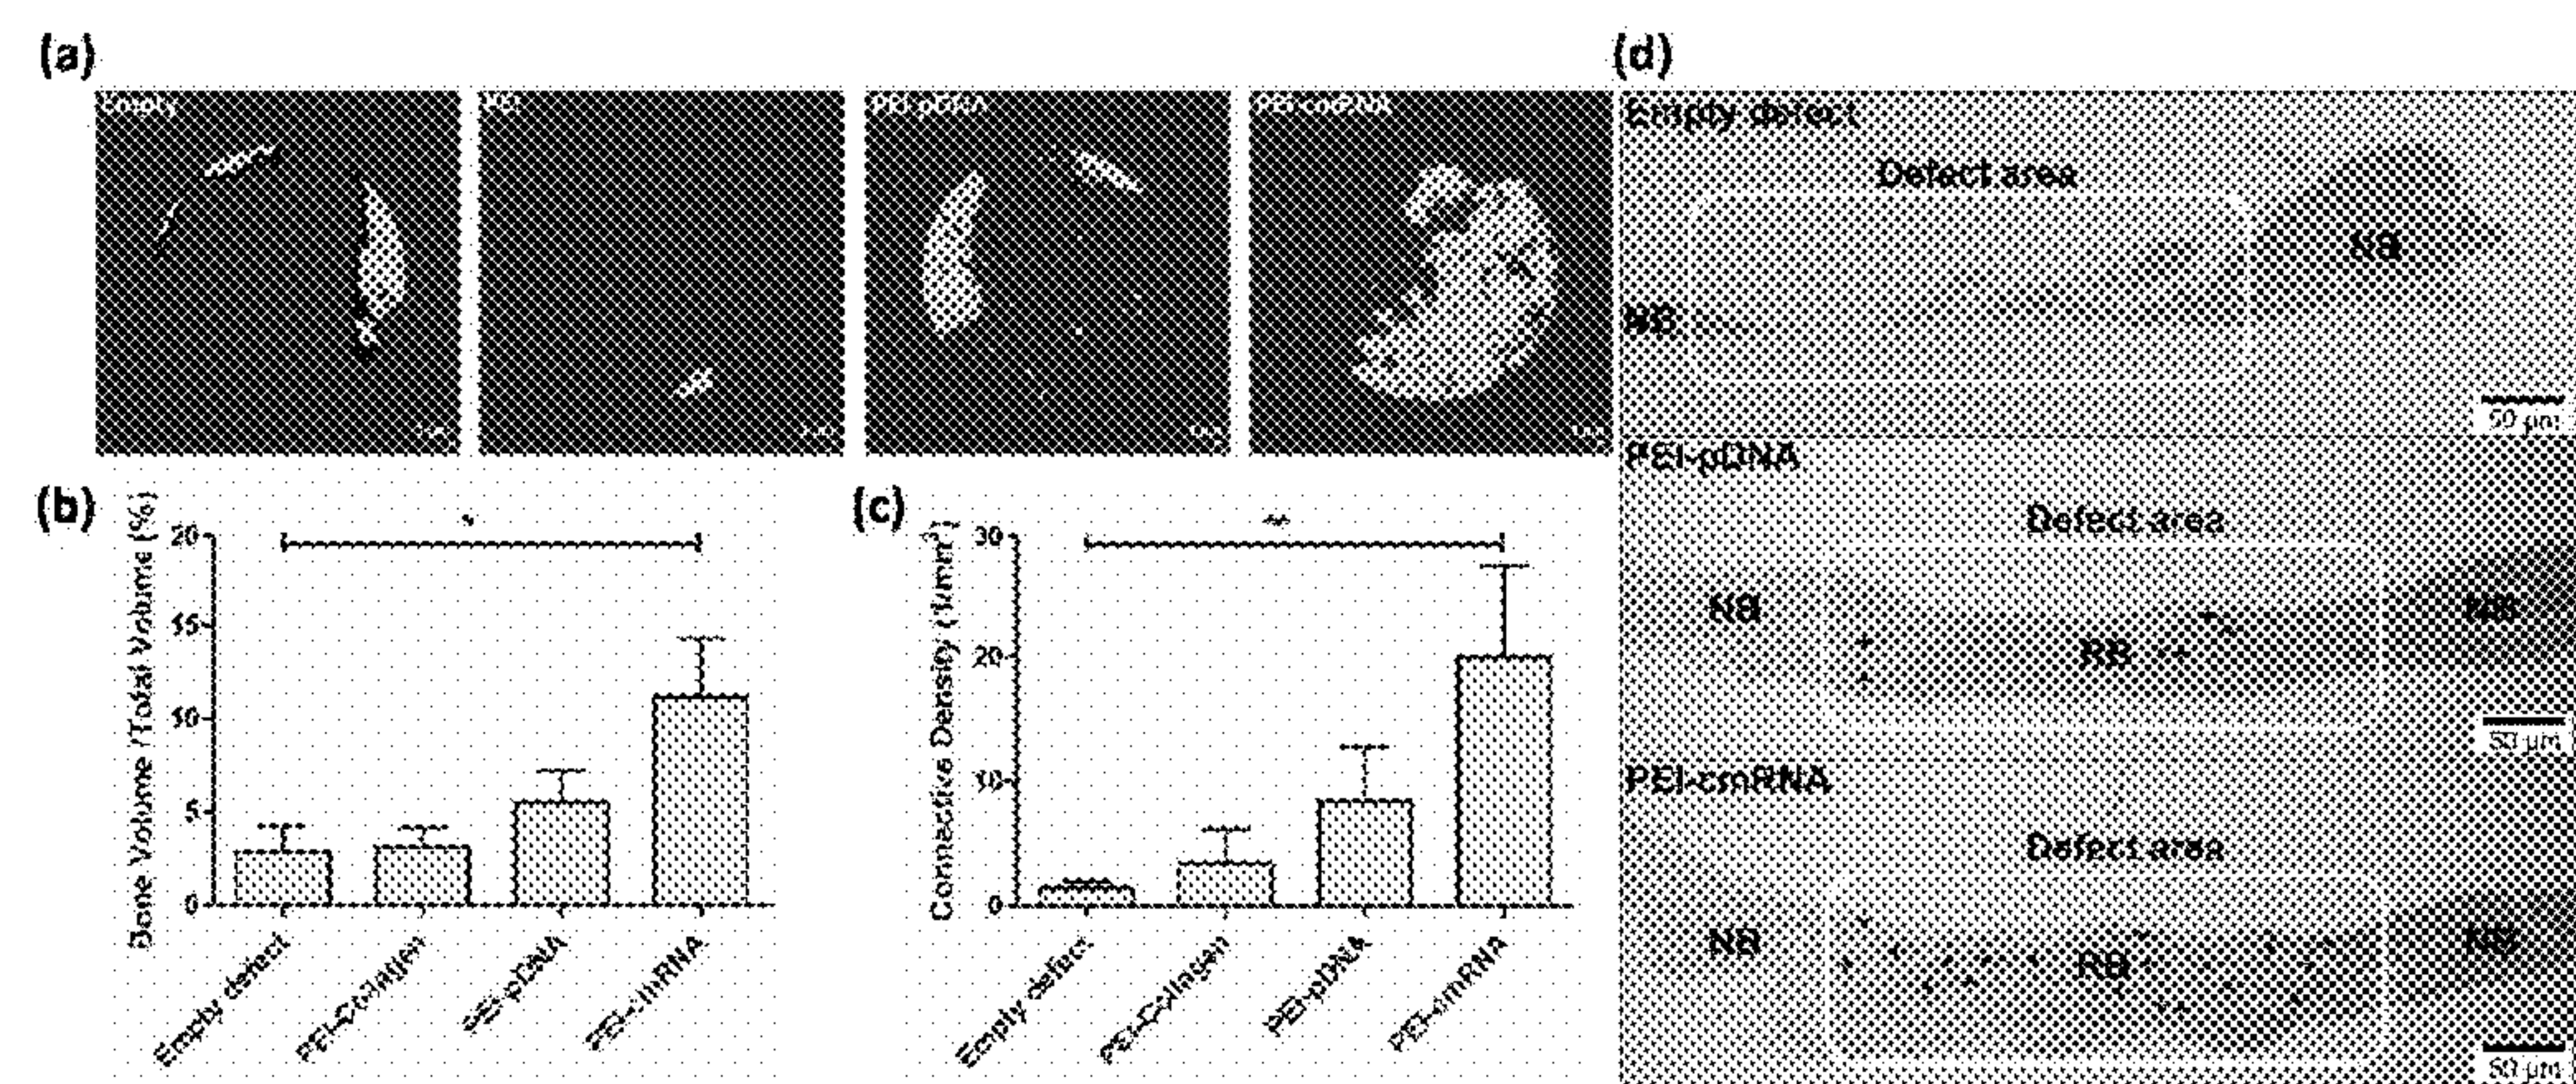 (a)
Empty
PEI
PEI-pDNA
PEI-cmRNA
(b)
Bone Volume /Total Volume (%)
20
15
10
5
0
*
Empty defect
PEI-Collagen
PEI-pDNA
PEI-cmRNA
(c)
Connective Density (1/mm³)
30
20
10
0
**
Empty defect
PEI-Collagen
PEI-pDNA
PEI-cmRNA
(d)
Empty defect
Defect area
NB
NB
50 µm
PEI-pDNA
Defect area
NB
RB
NB
50 µm
PEI-cmRNA
Defect area
NB
RB
NB
50 µm